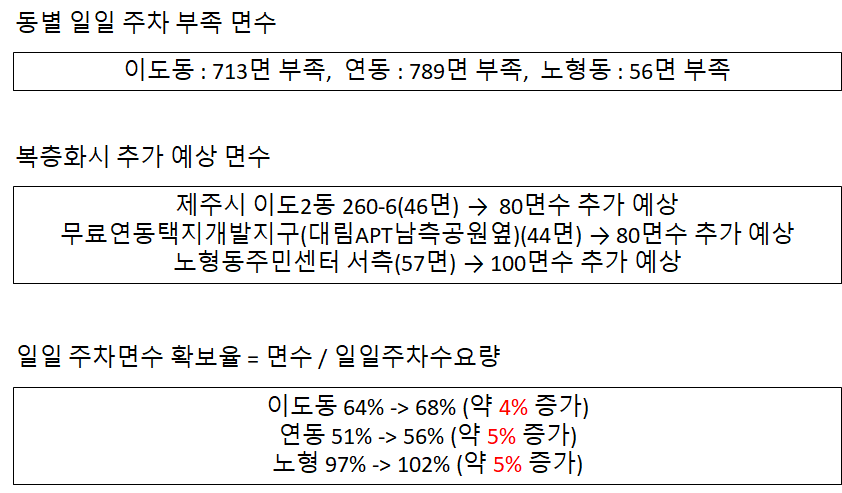 동별 일일 주차 부족 면수
이도동 : 713면 부족, 연동 : 789면 부족, 노형동 : 56면 부족
복층화시 추가 예상 면수
제주시 이도2동 260-6(46면) → 80면수 추가 예상
무료연동택지개발지구(대림APT남측공원옆)(44면) → 80면수 추가 예상
노형동주민센터 서측(57면) → 100면수 추가 예상
일일 주차면수 확보율 = 면수 / 일일주차수요량
이도동 64% -> 68% (약 4% 증가)
연동 51% -> 56% (약 5% 증가)
노형 97% -> 102% (약 5% 증가)